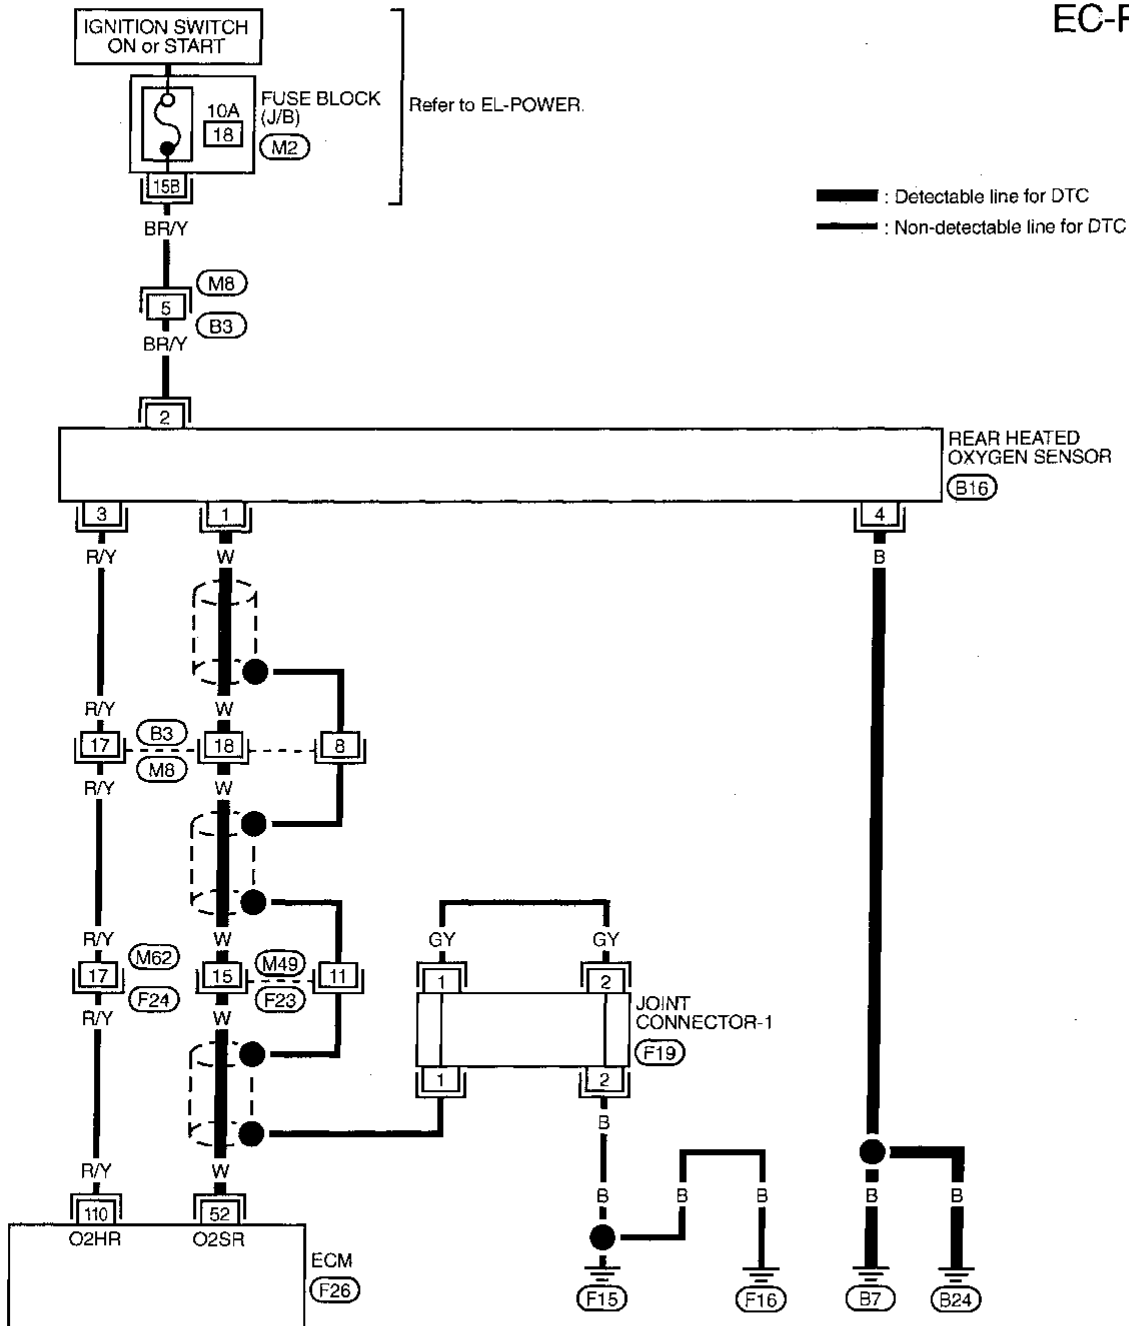 EC-F
IGNITION SWITCH
ON or START
FUSE BLOCK
(J/B)
10A
18
M2
Refer to EL-POWER.
15B
: Detectable line for DTC
: Non-detectable line for DTC
BR/Y
M8
5
B3
BR/Y
2
REAR HEATED
OXYGEN SENSOR
B16
3 1 4
R/Y W B
R/Y W
17 B3 18 8
M8
R/Y W
GY GY
R/Y W
M62 M49
17 15 11 1 2
F24 F23
JOINT
CONNECTOR-1
F19
R/Y W
1 2
B
R/Y W
B B B B B
110 52
O2HR O2SR
ECM
F26
F15 F16 B7 B24